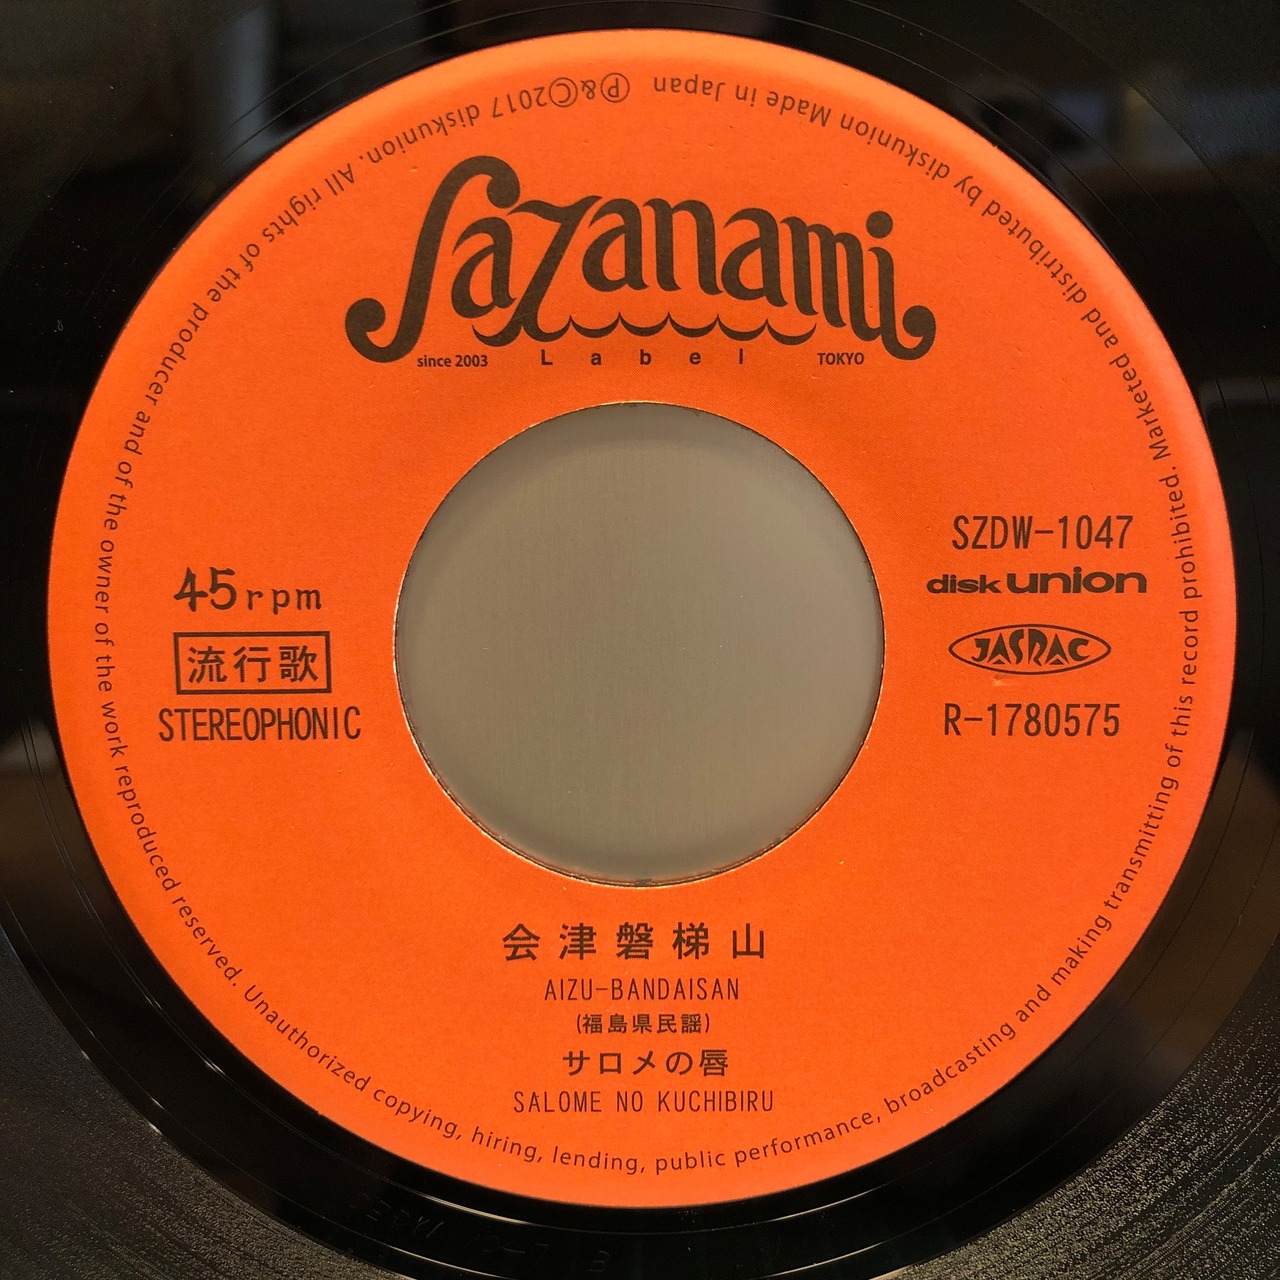 Ⓟ&Ⓒ2017 diskunion. All rights of the producer and of the owner of the work reproduced reserved. Unauthorized copying, hiring, lending, public performance, broadcasting and making transmitting of this record prohibited. Marketed and distributed by diskunion Made in Japan
Sazanami
since 2003 Label TOKYO
45rpm
流行歌
STEREOPHONIC
SZDW-1047
disk union
JASRAC
R-1780575
会津磐梯山
AIZU-BANDAISAN
(福島県民謡)
サロメの唇
SALOME NO KUCHIBIRU